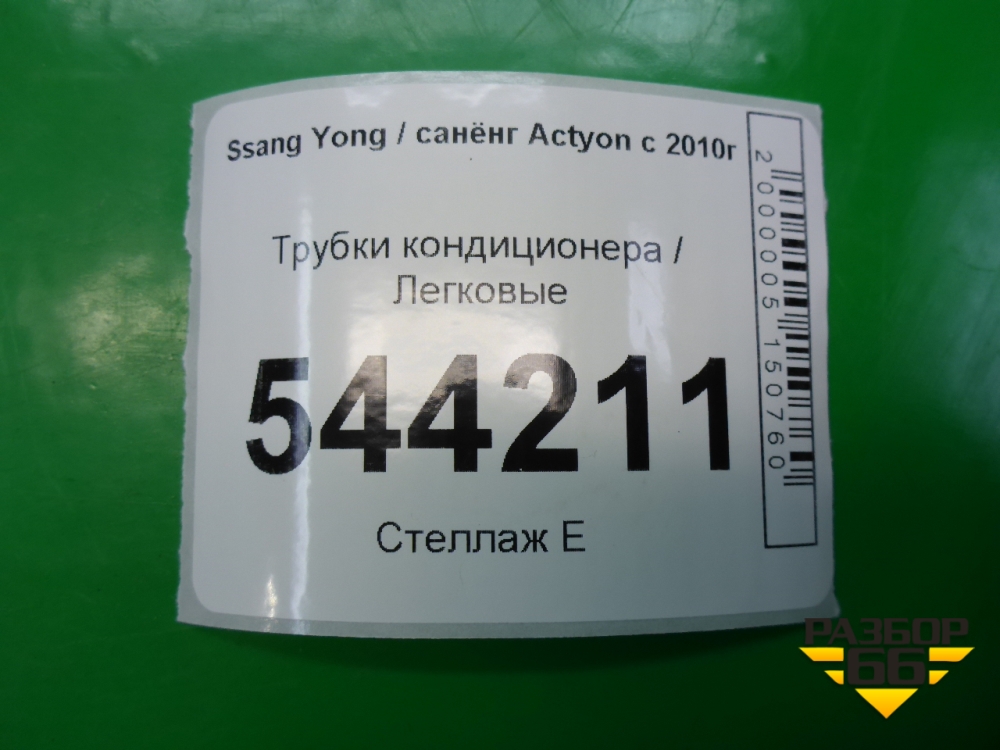 Ssang Yong / санёнг Actyon с 2010г
Трубки кондиционера /
Легковые
544211
Стеллаж Е
2000005150760
РАЗБОР
66